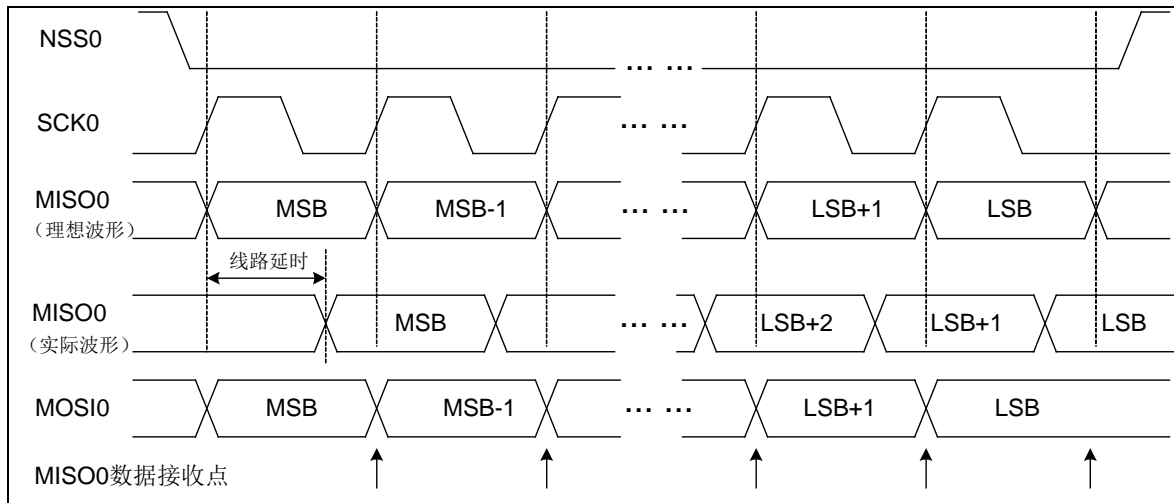 NSS0
... ...
SCK0
... ...
MISO0
（理想波形）
MSB
MSB-1
... ...
LSB+1
LSB
线路延时
MISO0
（实际波形）
MSB
... ...
LSB+2
LSB+1
LSB
MOSI0
MSB
MSB-1
... ...
LSB+1
LSB
MISO0数据接收点